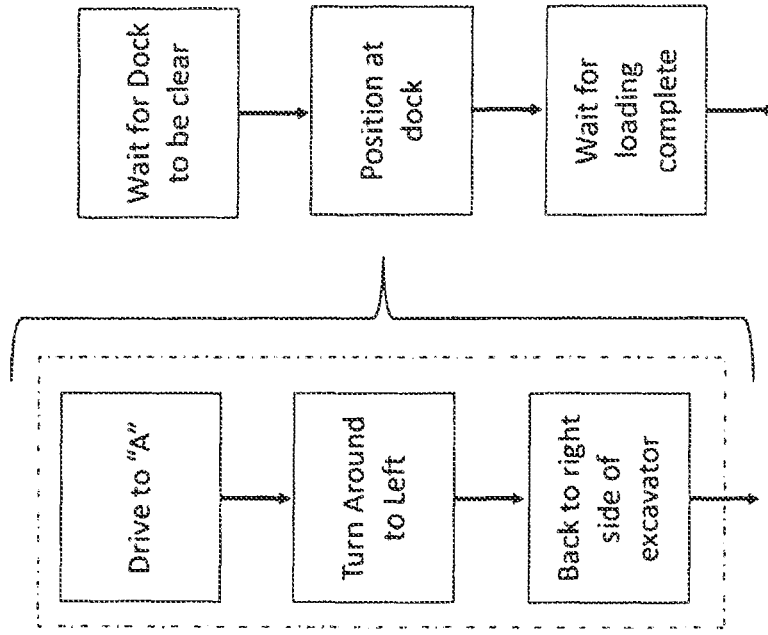 Wait for Dock
to be clear
Position at
dock
Wait for
loading
complete
Drive to “A”
Turn Around
to Left
Back to right
side of
excavator